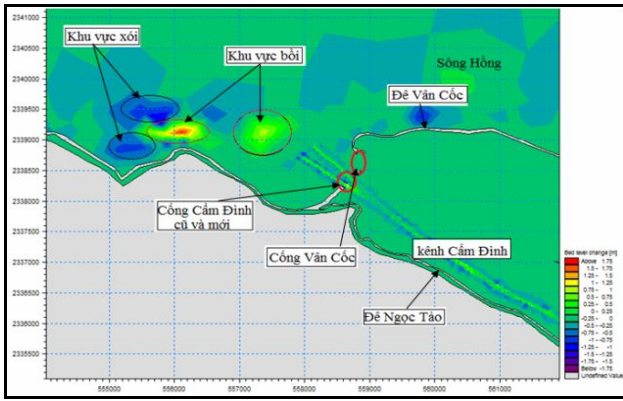 2341000
2340500
2340000
2339500
2339000
2338500
2338000
2337500
2337000
2336500
2336000
2335500
555000
556000
557000
558000
559000
560000
561000
Khu vực xói
Khu vực bồi
Sông Hồng
Đê Vân Cốc
Cống Cẩm Đình
cũ và mới
Cống Vân Cốc
kênh Cẩm Đình
Đê Ngọc Tảo
Bed level change [m]
Above 1.75
1.5 - 1.75
1.25 - 1.5
1 - 1.25
0.75 - 1
0.5 - 0.75
0.25 - 0.5
0 - 0.25
-0.25 - 0
-0.5 - -0.25
-0.75 - -0.5
-1 - -0.75
-1.25 - -1
-1.5 - -1.25
-1.75 - -1.5
Below -1.75
Undefined Value